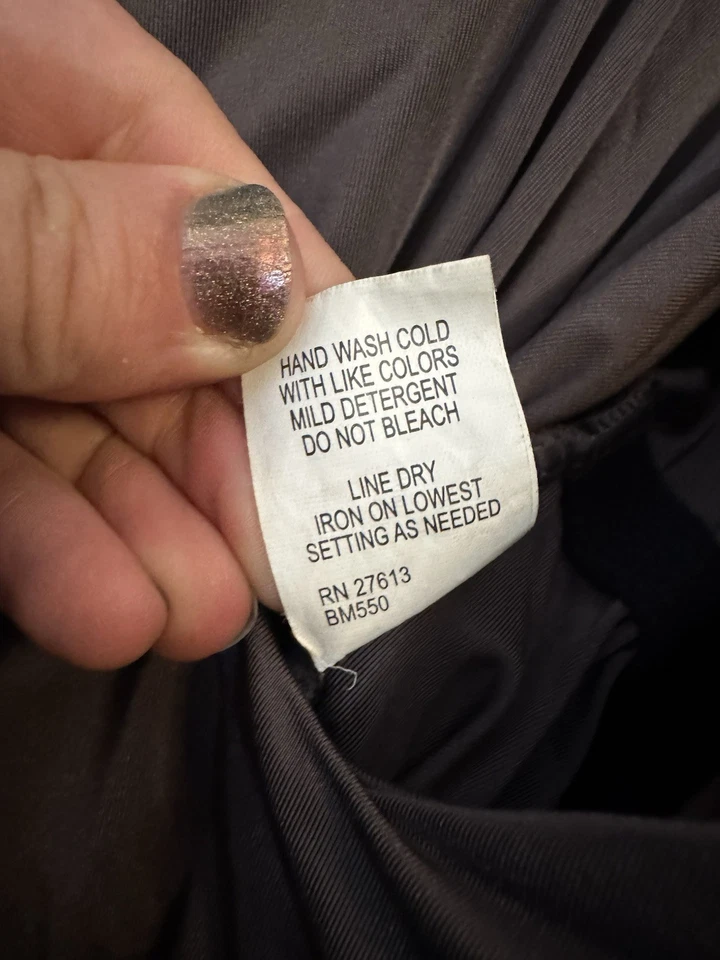 HAND WASH COLD
WITH LIKE COLORS
MILD DETERGENT
DO NOT BLEACH
LINE DRY
IRON ON LOWEST
SETTING AS NEEDED
RN 27613
BM550